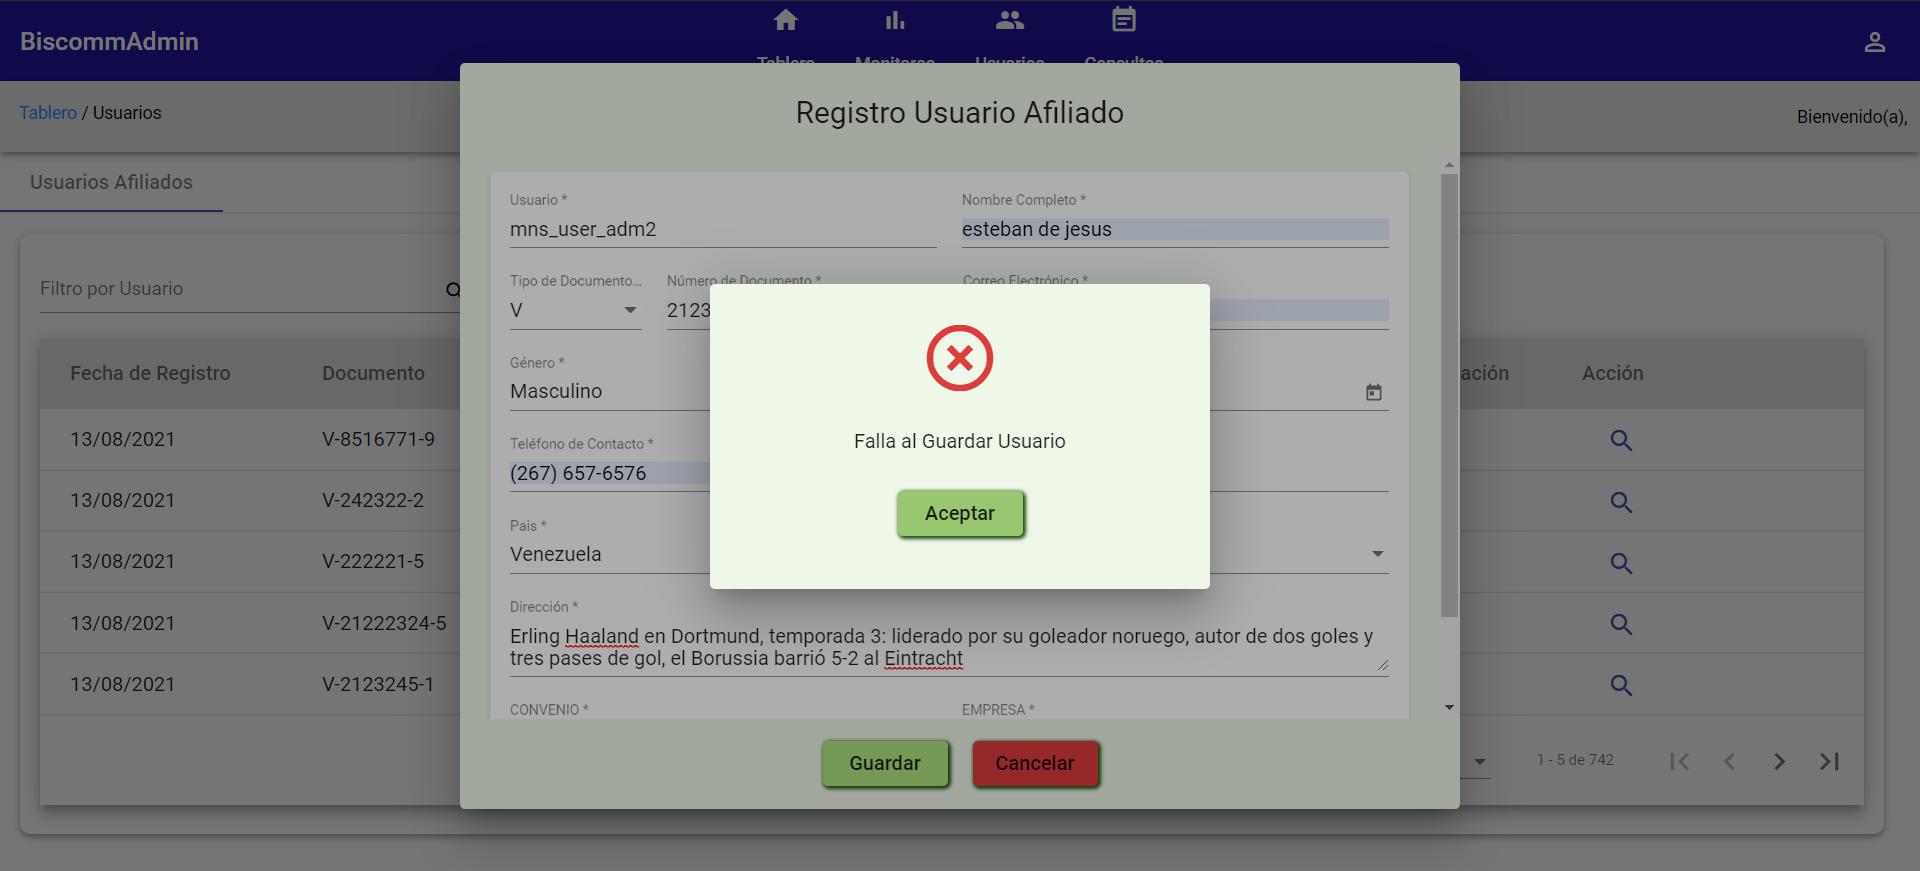 BiscommAdmin
Tablero
Monitoreo
Usuarios
Consultas
Tablero / Usuarios
Bienvenido(a),
Usuarios Afiliados
Filtro por Usuario
Fecha de Registro
Documento
ación
Acción
13/08/2021
V-8516771-9
13/08/2021
V-242322-2
13/08/2021
V-222221-5
13/08/2021
V-21222324-5
13/08/2021
V-2123245-1
1 - 5 de 742
Registro Usuario Afiliado
Usuario *
Nombre Completo *
mns_user_adm2
esteban de jesus
Tipo de Documento...
Número de Documento *
Correo Electrónico *
V
2123
Género *
Masculino
Teléfono de Contacto *
(267) 657-6576
Pais *
Venezuela
Dirección *
Erling Haaland en Dortmund, temporada 3: liderado por su goleador noruego, autor de dos goles y
tres pases de gol, el Borussia barrió 5-2 al Eintracht
CONVENIO *
EMPRESA *
Guardar
Cancelar
Falla al Guardar Usuario
Aceptar